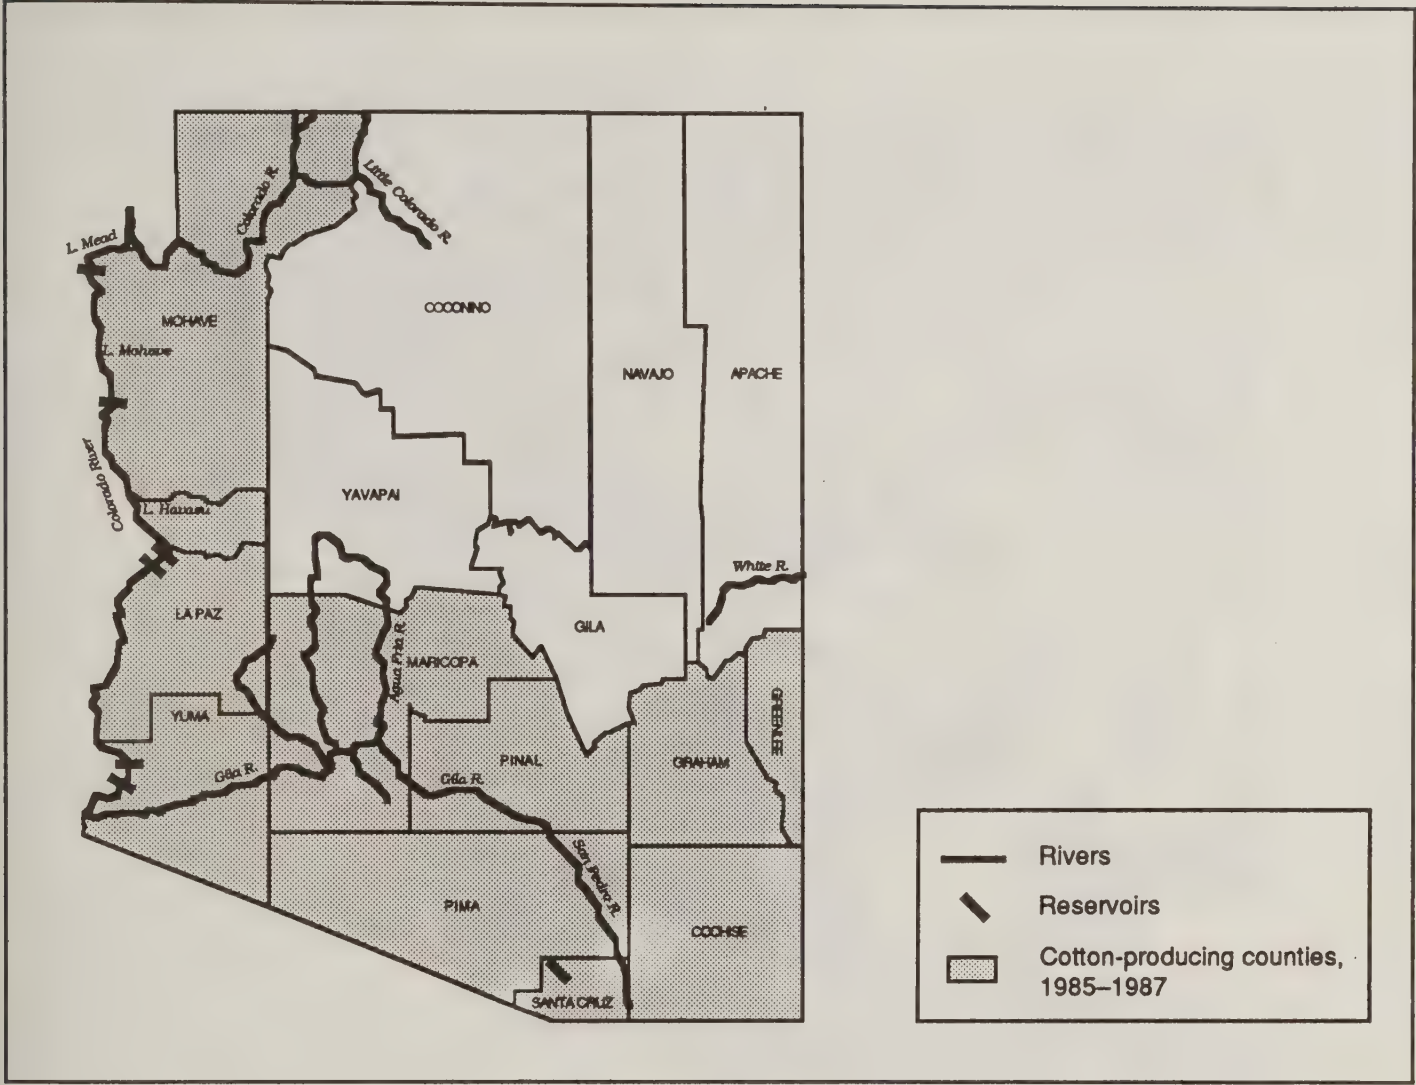 Colorado R.
Little Colorado R.
L. Mead
COCONINO
MOHAVE
L. Mohave
NAVAJO
APACHE
Colorado River
YAVAPAI
L. Havasu
White R.
LA PAZ
GILA
Agua Fria R.
MARICOPA
YUMA
GREENLEE
PINAL
GRAHAM
Gila R.
Gila R.
San Pedro R.
PIMA
COCHISE
SANTA CRUZ
Rivers
Reservoirs
Cotton-producing counties,
1985–1987